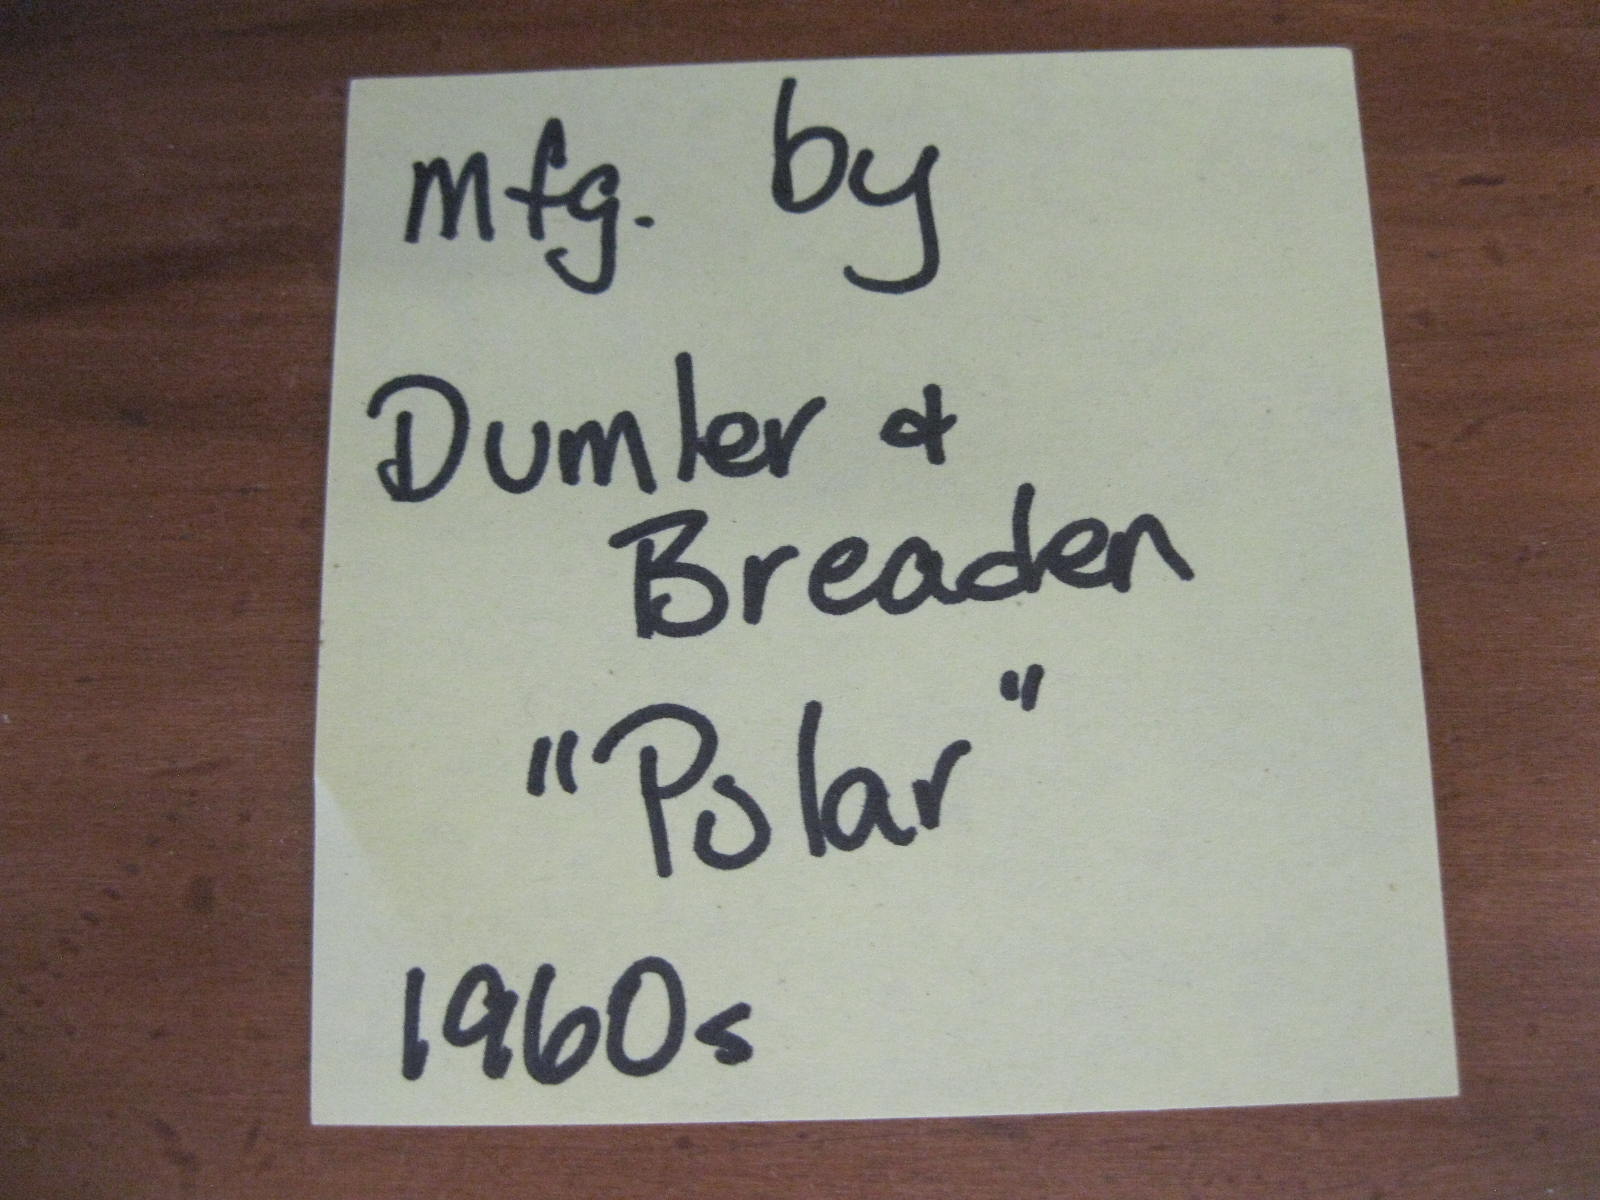 mfg. by
Dumler &
Breaden
"Polar"
1960s